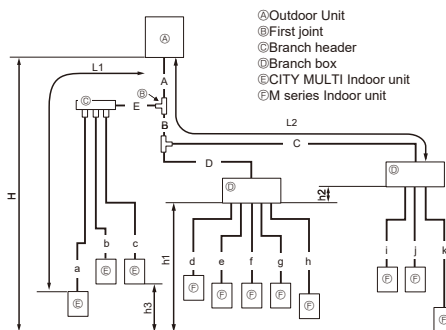 ⒶOutdoor Unit
ⒷFirst joint
ⒸBranch header
ⒹBranch box
ⒺCITY MULTI Indoor unit
ⒻM series Indoor unit
Ⓐ
L1
A
Ⓑ
Ⓒ
E
B
L2
C
D
H
Ⓓ
Ⓓ
h2
h1
a
b
c
d
e
f
g
h
i
j
k
Ⓔ
Ⓔ
Ⓔ
h3
Ⓕ
Ⓕ
Ⓕ
Ⓕ
Ⓕ
Ⓕ
Ⓕ
Ⓕ